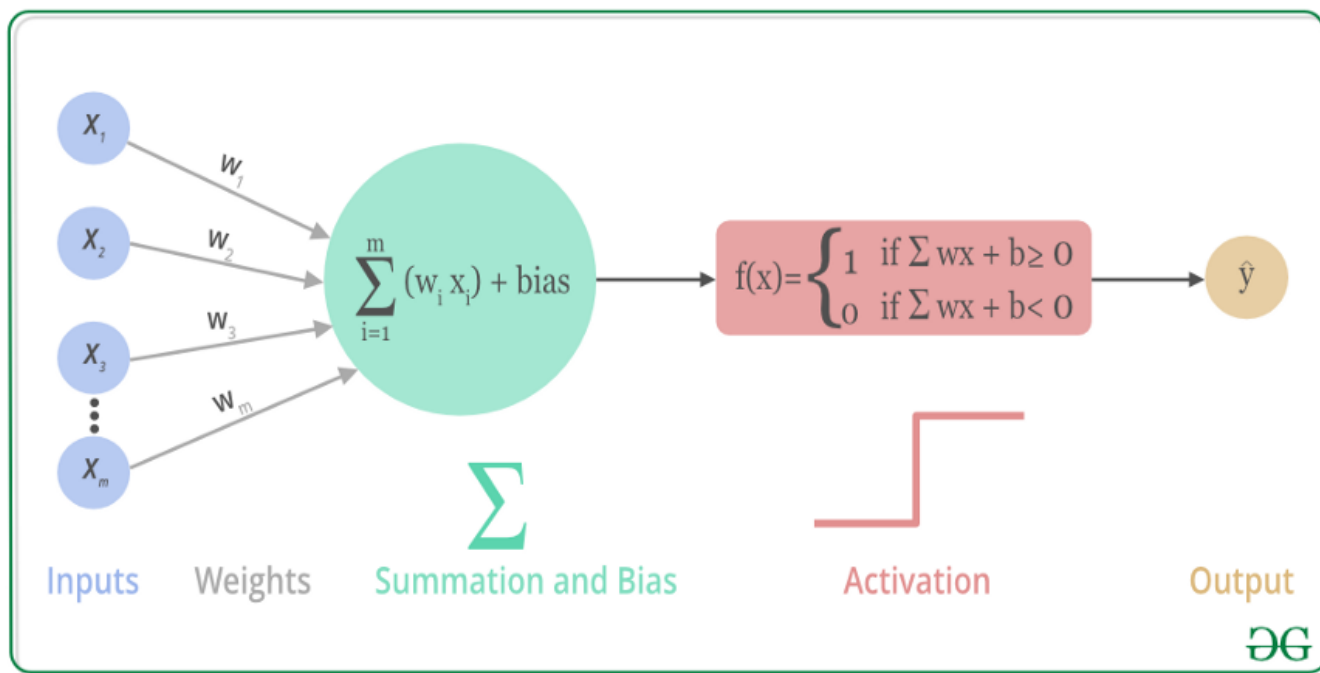 X₁
W₁
X₂
W₂
X₃
W₃
Xₘ
Wₘ
m
∑ (wᵢ xᵢ) + bias
i=1
f(x)= { 1 if Σ wx + b ≥ 0
0 if Σ wx + b < 0
ŷ
∑
Inputs
Weights
Summation and Bias
Activation
Output